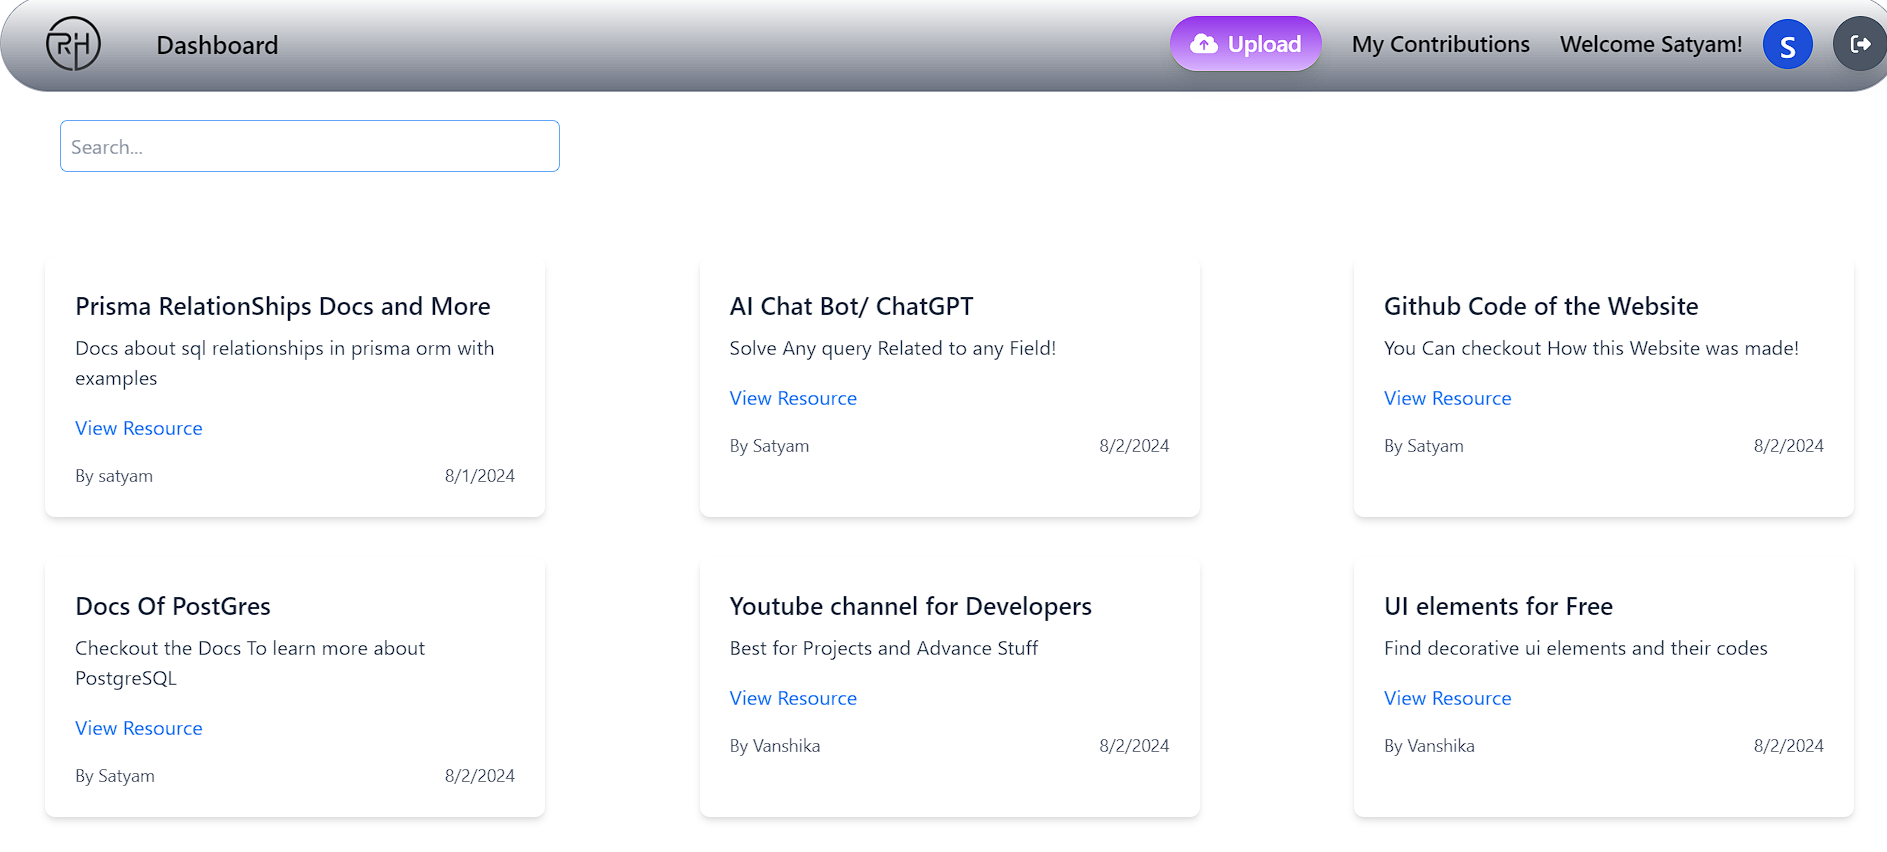 RH
Dashboard
Upload
My Contributions
Welcome Satyam!
S
Search...
Prisma RelationShips Docs and More
Docs about sql relationships in prisma orm with
examples
View Resource
By satyam
8/1/2024
AI Chat Bot/ ChatGPT
Solve Any query Related to any Field!
View Resource
By Satyam
8/2/2024
Github Code of the Website
You Can checkout How this Website was made!
View Resource
By Satyam
8/2/2024
Docs Of PostGres
Checkout the Docs To learn more about
PostgreSQL
View Resource
By Satyam
8/2/2024
Youtube channel for Developers
Best for Projects and Advance Stuff
View Resource
By Vanshika
8/2/2024
UI elements for Free
Find decorative ui elements and their codes
View Resource
By Vanshika
8/2/2024